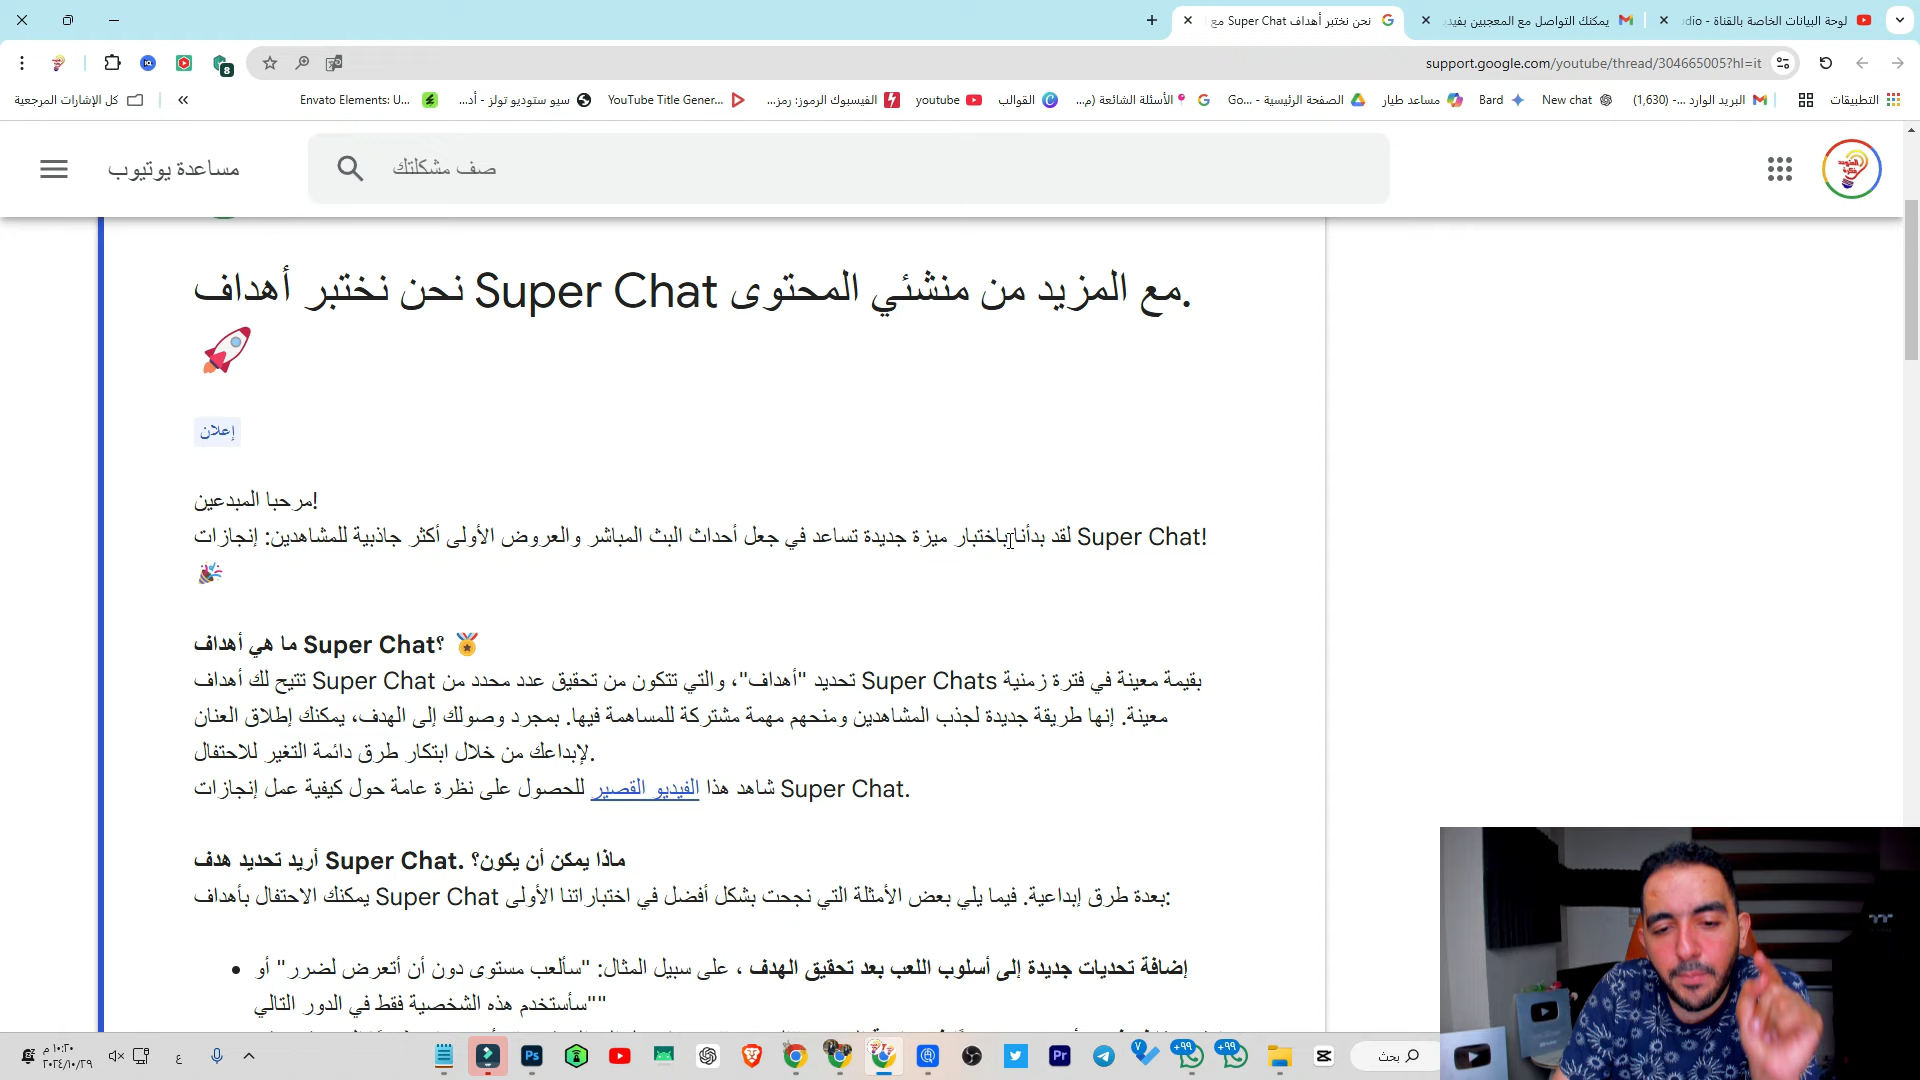 نحن نختبر أهداف Super Chat مع
يمكنك التواصل مع المعجبين بفيد
لوحة البيانات الخاصة بالقناة - dio
support.google.com/youtube/thread/304665005?hl=it
8
كل الإشارات المرجعية
Envato Elements: U...
سيو ستوديو تولز - أد...
YouTube Title Gener...
الفيسبوك الرموز: رمز...
youtube
القوالب
الأسئلة الشائعة (م...
الصفحة الرئيسية - Go...
مساعد طيار
Bard
New chat
البريد الوارد ...- (1,630)
التطبيقات
مساعدة يوتيوب
صف مشكلتك
نحن نختبر أهداف Super Chat مع المزيد من منشئي المحتوى.
إعلان
مرحبا المبدعين!
لقد بدأنا باختبار ميزة جديدة تساعد في جعل أحداث البث المباشر والعروض الأولى أكثر جاذبية للمشاهدين: إنجازات Super Chat!
ما هي أهداف Super Chat؟
تتيح لك أهداف Super Chat تحديد "أهداف"، والتي تتكون من تحقيق عدد محدد من Super Chats بقيمة معينة في فترة زمنية
معينة. إنها طريقة جديدة لجذب المشاهدين ومنحهم مهمة مشتركة للمساهمة فيها. بمجرد وصولك إلى الهدف، يمكنك إطلاق العنان
لإبداعك من خلال ابتكار طرق دائمة التغير للاحتفال.
شاهد هذا الفيديو القصير للحصول على نظرة عامة حول كيفية عمل إنجازات Super Chat.
أريد تحديد هدف Super Chat. ماذا يمكن أن يكون؟
يمكنك الاحتفال بأهداف Super Chat بعدة طرق إبداعية. فيما يلي بعض الأمثلة التي نجحت بشكل أفضل في اختباراتنا الأولى:
إضافة تحديات جديدة إلى أسلوب اللعب بعد تحقيق الهدف ، على سبيل المثال: "سألعب مستوى دون أن أتعرض لضرر" أو
"سأستخدم هذه الشخصية فقط في الدور التالي"
١٠:٢٠ م
٢٠٢٤/١٠/٢٩
ع
بحث
+٩٩
+٩٩